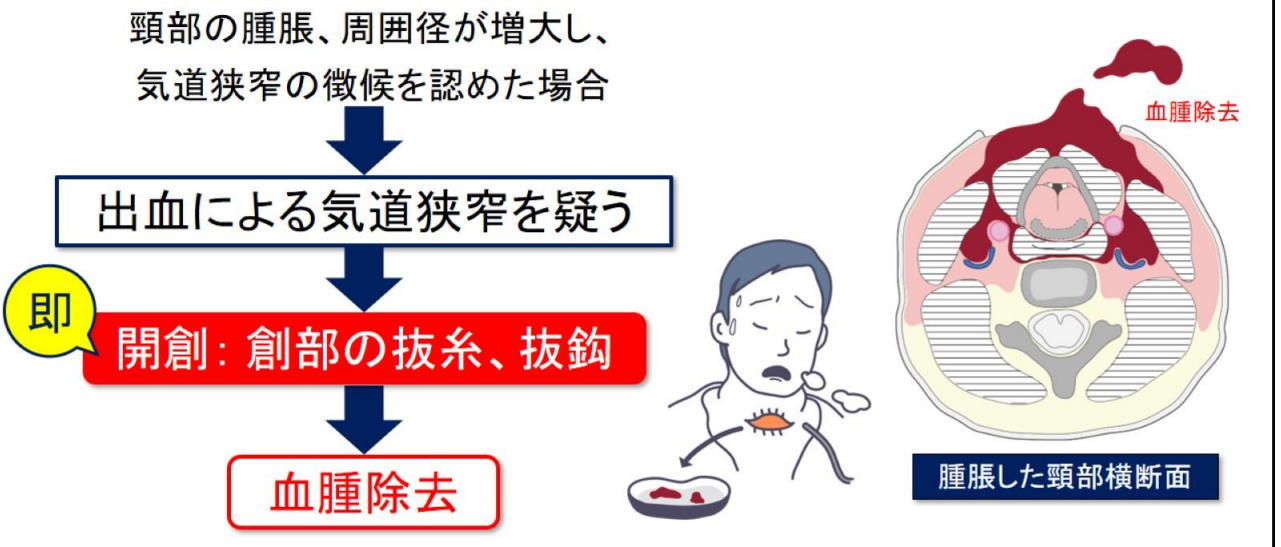 頸部の腫脹、周囲径が増大し、
気道狭窄の徴候を認めた場合
出血による気道狭窄を疑う
即
開創：創部の抜糸、抜鈎
血腫除去
血腫除去
腫脹した頸部横断面